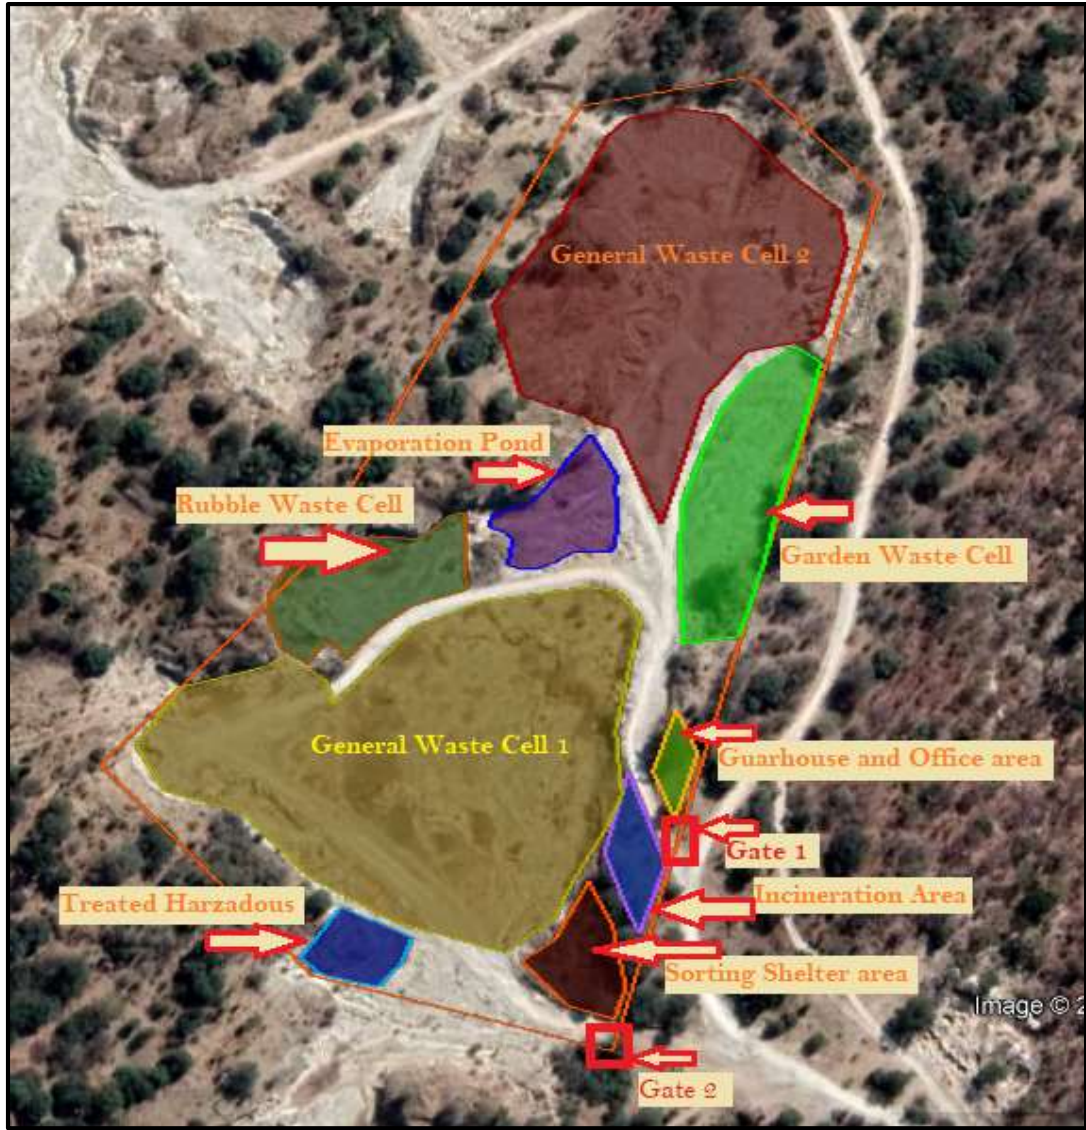 General Waste Cell 2
Evaporation Pond
Rubble Waste Cell
Garden Waste Cell
General Waste Cell 1
Guarhouse and Office area
Gate 1
Treated Harzadous
Incineration Area
Sorting Shelter area
Image © 2
Gate 2